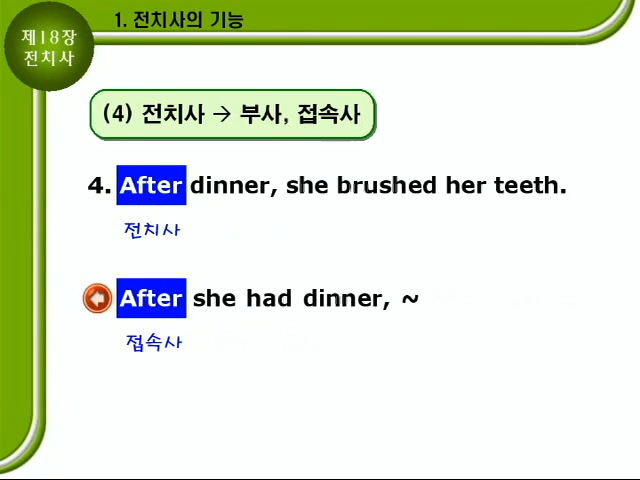 1. 전치사의 기능
제18장
전치사
(4) 전치사 → 부사, 접속사
4. After dinner, she brushed her teeth.
전치사
After she had dinner, ~
접속사